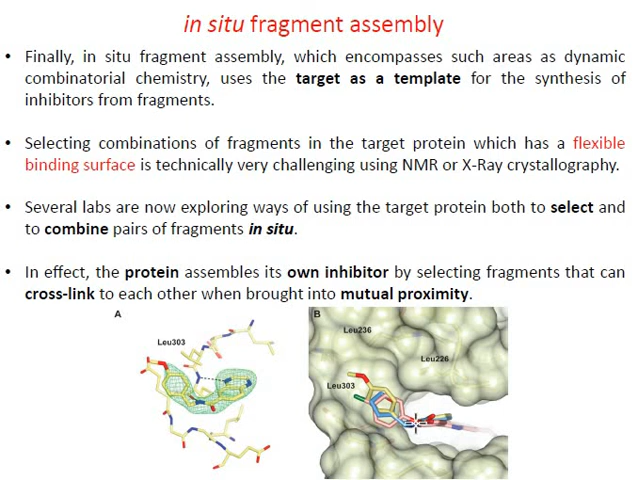 in situ fragment assembly
• Finally, in situ fragment assembly, which encompasses such areas as dynamic
combinatorial chemistry, uses the target as a template for the synthesis of
inhibitors from fragments.
• Selecting combinations of fragments in the target protein which has a flexible
binding surface is technically very challenging using NMR or X-Ray crystallography.
• Several labs are now exploring ways of using the target protein both to select and
to combine pairs of fragments in situ.
• In effect, the protein assembles its own inhibitor by selecting fragments that can
cross-link to each other when brought into mutual proximity.
A
Leu303
B
Leu236
Leu226
Leu303